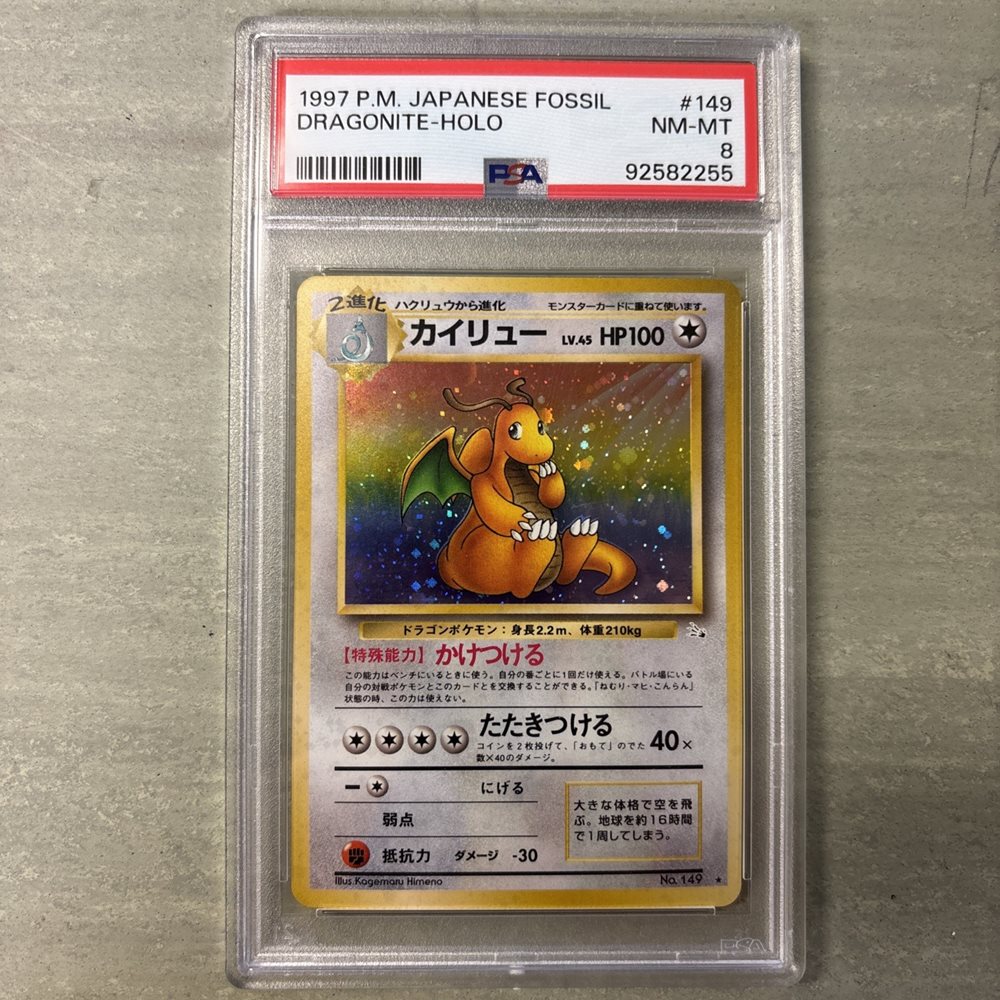 1997 P.M. JAPANESE FOSSIL #149
DRAGONITE-HOLO NM-MT
8
PSA 92582255
2進化 ハクリュウから進化 モンスターカードに重ねて使います。
カイリュー LV.45 HP100
ドラゴンポケモン：身長2.2m、体重210kg
【特殊能力】かけつける
この能力はベンチにいるときに使う。自分の番ごとに1回だけ使える。バトル場にいる
自分の対戦ポケモンとこのカードとを交換することができる。「ねむり・マヒ・こんらん」
状態の時、この力は使えない。
たたきつける
コインを2枚投げて、「おもて」のでた
数×40のダメージ。
40×
にげる
弱点
抵抗力 ダメージ -30
大きな体格で空を飛
ぶ。地球を約16時間
で1周してしまう。
Illus.Kagemaru Himeno No.149
PSA